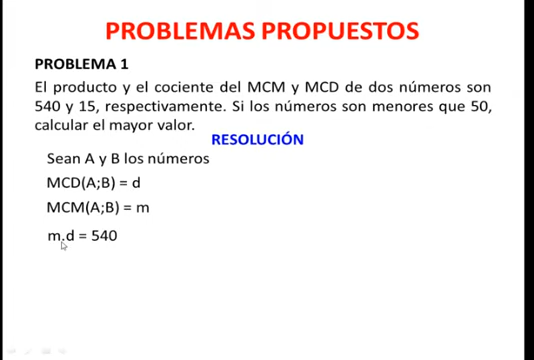 PROBLEMAS PROPUESTOS
PROBLEMA 1
El producto y el cociente del MCM y MCD de dos números son
540 y 15, respectivamente. Si los números son menores que 50,
calcular el mayor valor.
RESOLUCIÓN
Sean A y B los números
MCD(A;B) = d
MCM(A;B) = m
m.d = 540